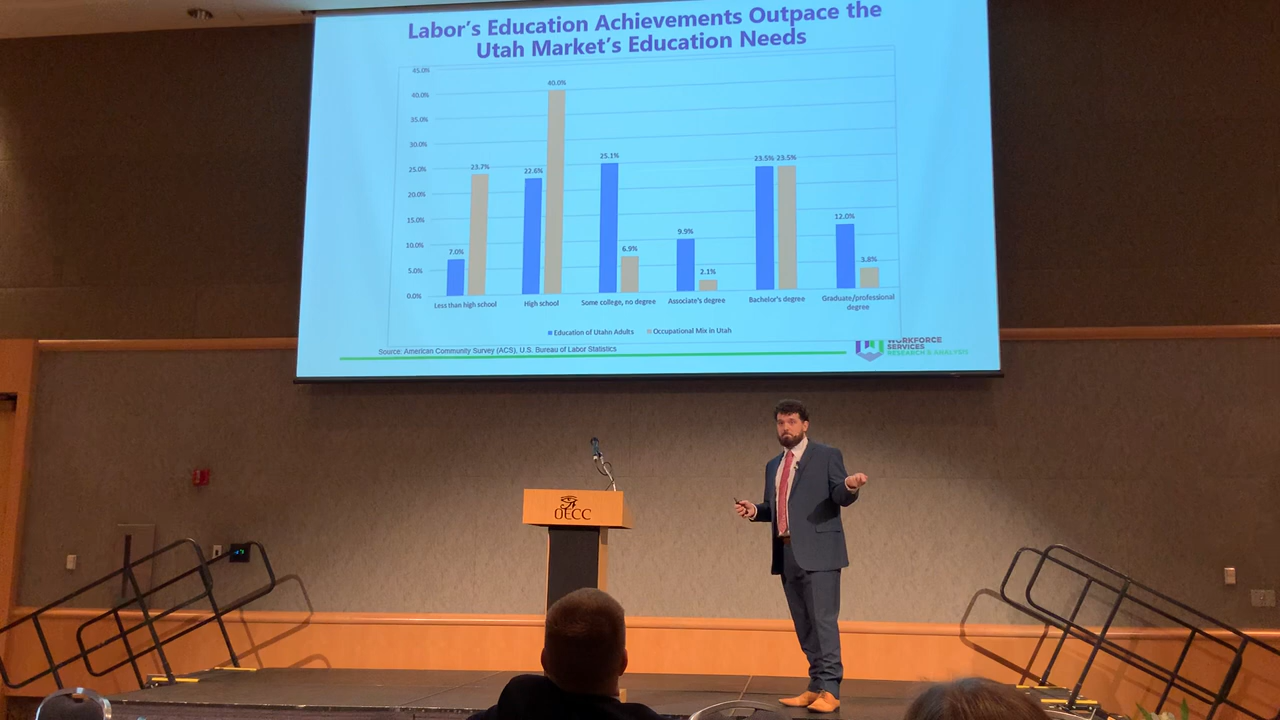 Labor's Education Achievements Outpace the
Utah Market's Education Needs
45.0%
40.0%
35.0%
30.0%
25.0%
20.0%
15.0%
10.0%
5.0%
0.0%
7.0% 23.7% 22.6% 40.0% 25.1% 6.9% 9.9% 2.1% 23.5% 23.5% 12.0% 3.8%
Less than high school High school Some college, no degree Associate's degree Bachelor's degree Graduate/professional
degree
Education of Utahn Adults Occupational Mix in Utah
Source: American Community Survey (ACS), U.S. Bureau of Labor Statistics
WORKFORCE
SERVICES
RESEARCH & ANALYSIS
OECC